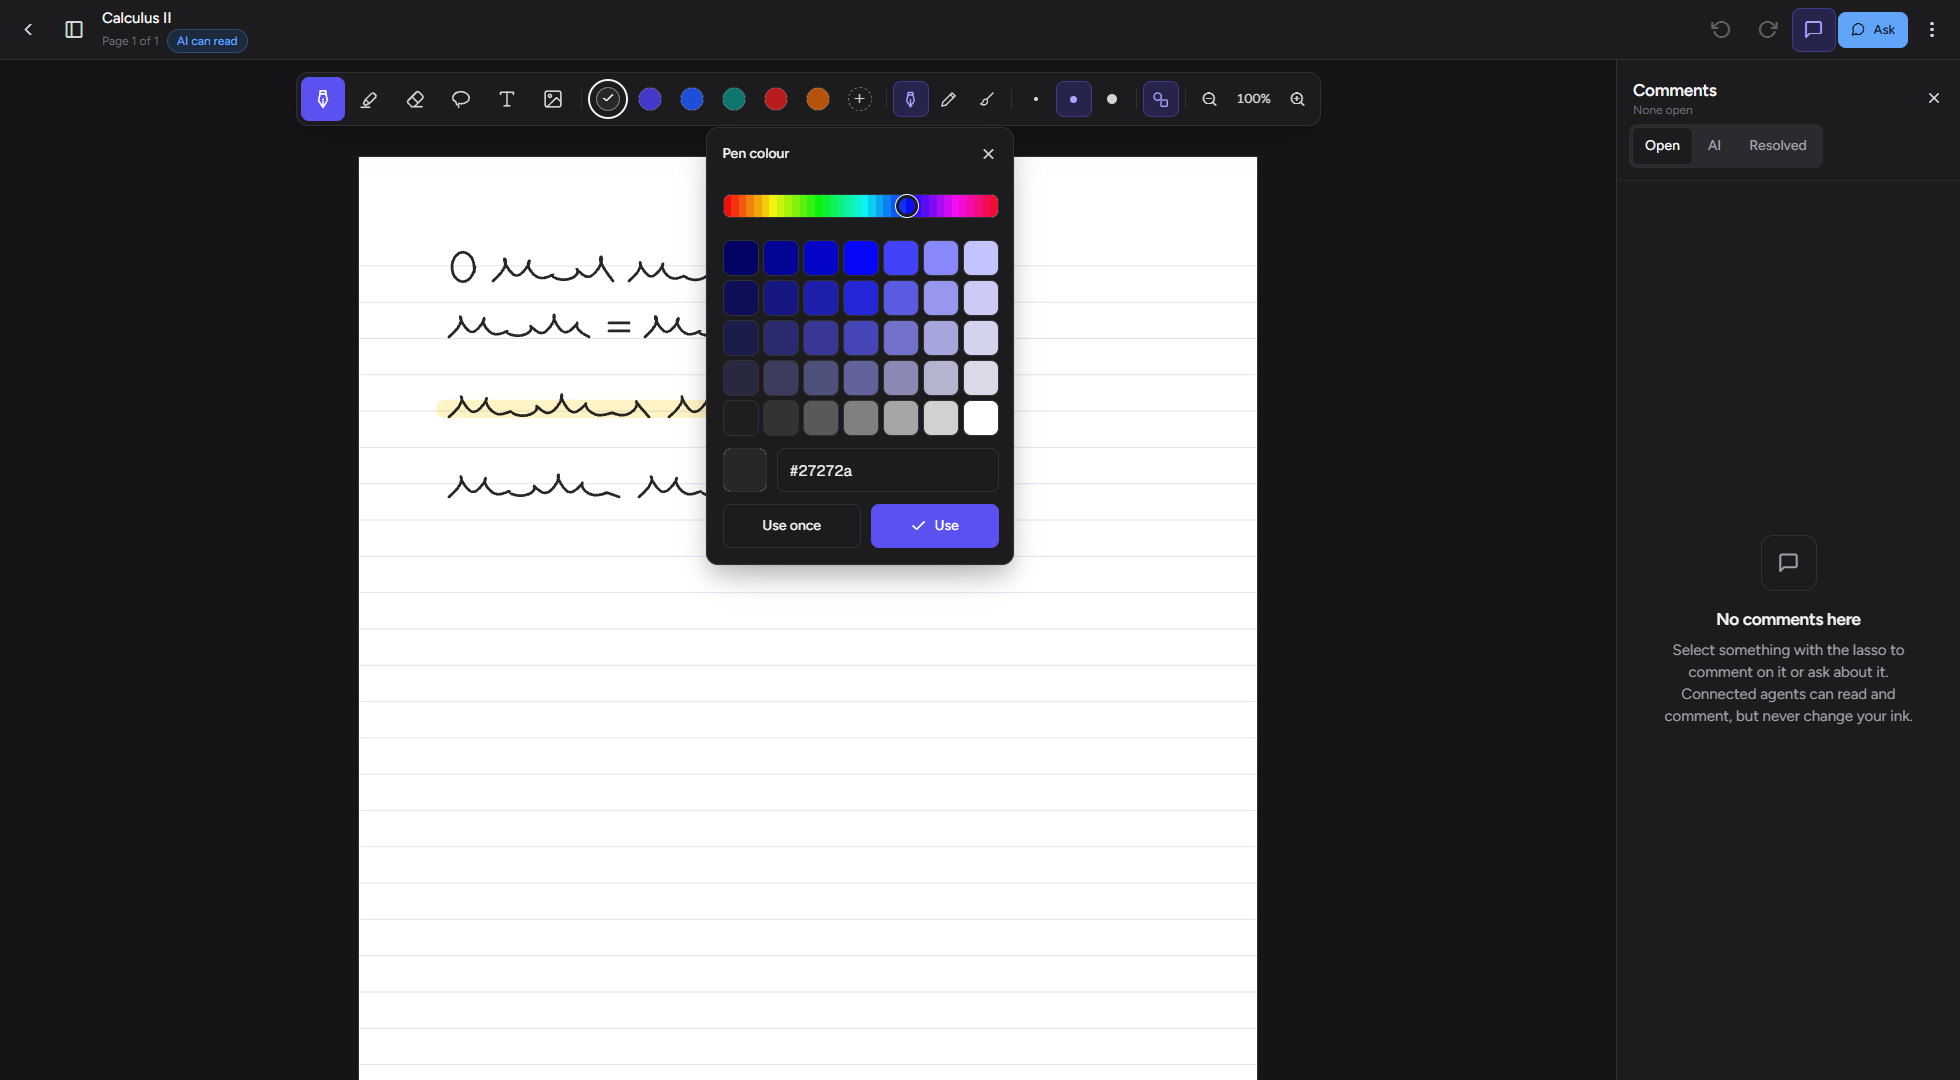 Calculus II
Page 1 of 1 AI can read
Ask
100%
Pen colour
#27272a
Use once
Use
Comments
None open
Open AI Resolved
No comments here
Select something with the lasso to
comment on it or ask about it.
Connected agents can read and
comment, but never change your ink.